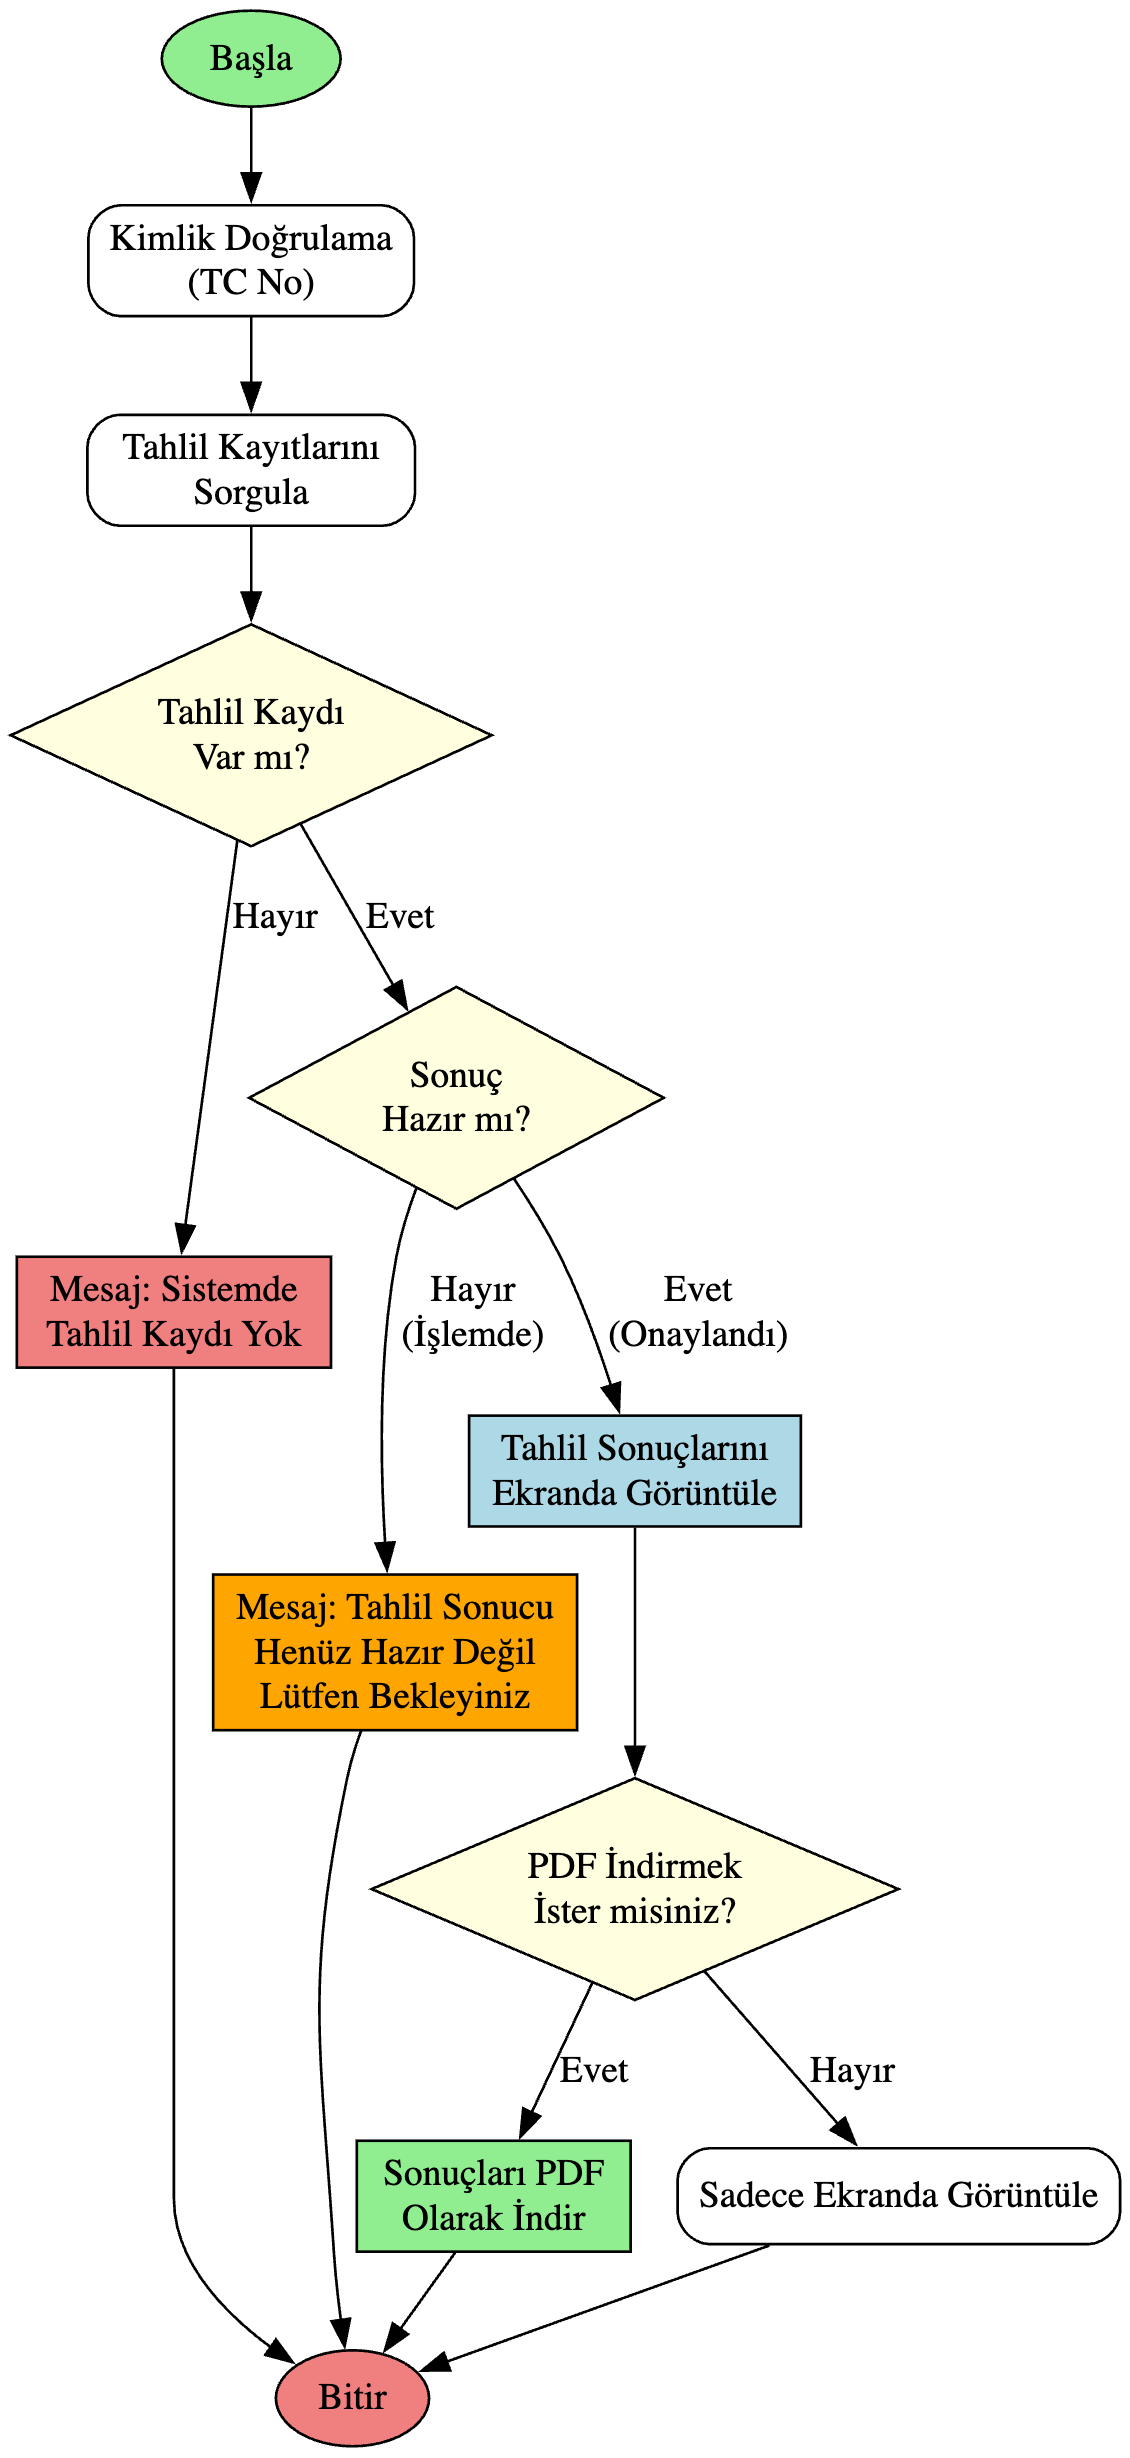 Başla
Kimlik Doğrulama
(TC No)
Tahlil Kayıtlarını
Sorgula
Tahlil Kaydı
Var mı?
Hayır
Evet
Sonuç
Hazır mı?
Mesaj: Sistemde
Tahlil Kaydı Yok
Hayır
(İşlemde)
Evet
(Onaylandı)
Tahlil Sonuçlarını
Ekranda Görüntüle
Mesaj: Tahlil Sonucu
Henüz Hazır Değil
Lütfen Bekleyiniz
PDF İndirmek
İster misiniz?
Evet
Hayır
Sonuçları PDF
Olarak İndir
Sadece Ekranda Görüntüle
Bitir